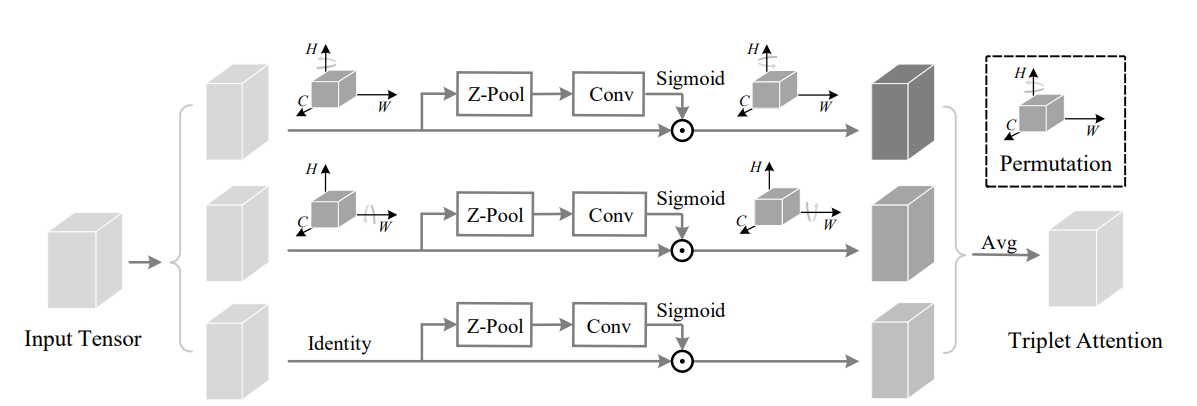 H
C
W
Z-Pool
Conv
Sigmoid
H
C
W
H
C
W
Permutation
H
C
W
Z-Pool
Conv
Sigmoid
H
C
W
Avg
Input Tensor
Identity
Z-Pool
Conv
Sigmoid
Triplet Attention